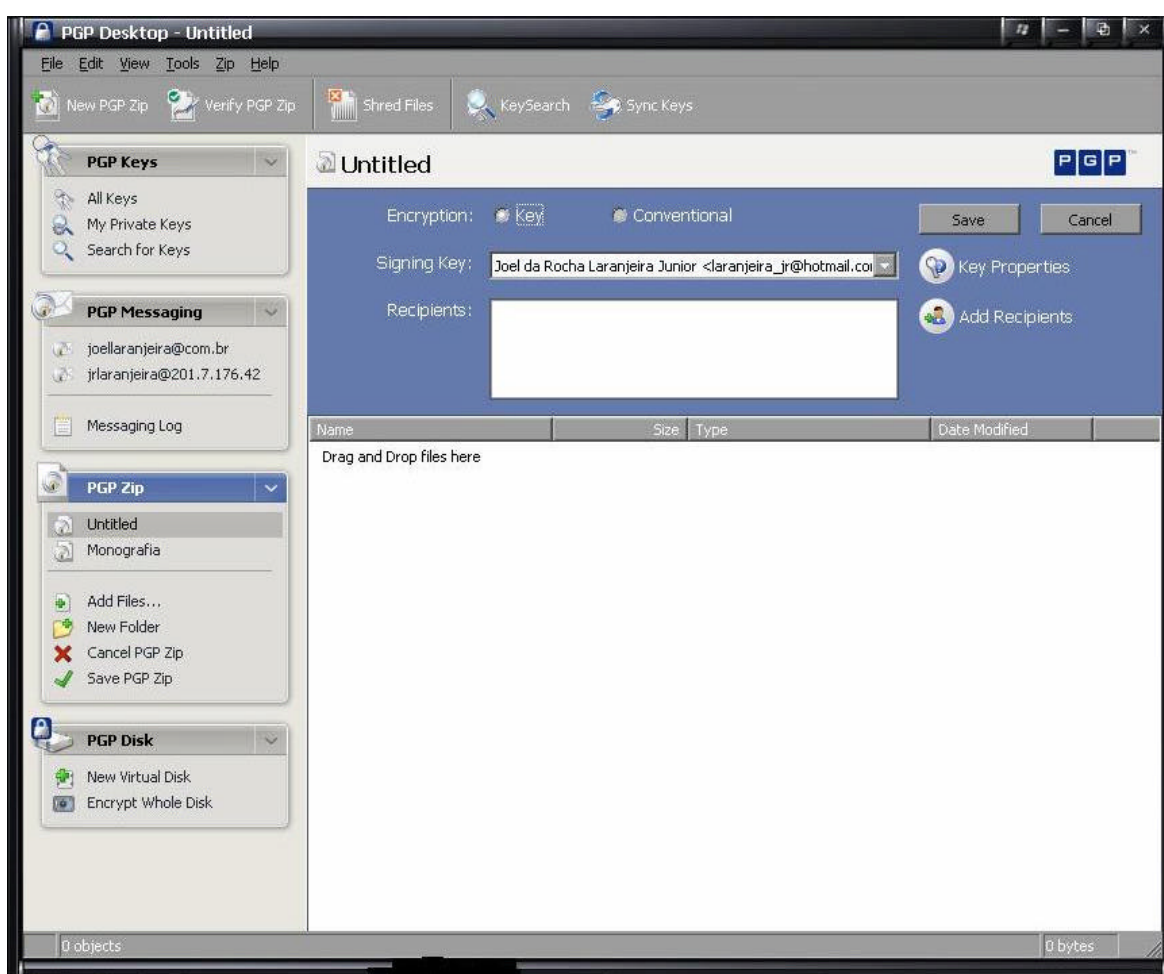 PGP Desktop - Untitled
File Edit View Tools Zip Help
New PGP Zip Verify PGP Zip Shred Files KeySearch Sync Keys
PGP Keys
All Keys
My Private Keys
Search for Keys
PGP Messaging
joellaranjeira@com.br
jrlaranjeira@201.7.176.42
Messaging Log
PGP Zip
Untitled
Monografia
Add Files...
New Folder
Cancel PGP Zip
Save PGP Zip
PGP Disk
New Virtual Disk
Encrypt Whole Disk
Untitled
PGP
Encryption: Key Conventional Save Cancel
Signing Key: Joel da Rocha Laranjeira Junior <laranjeira_jr@hotmail.co Key Properties
Recipients: Add Recipients
Name Size Type Date Modified
Drag and Drop files here
0 objects 0 bytes